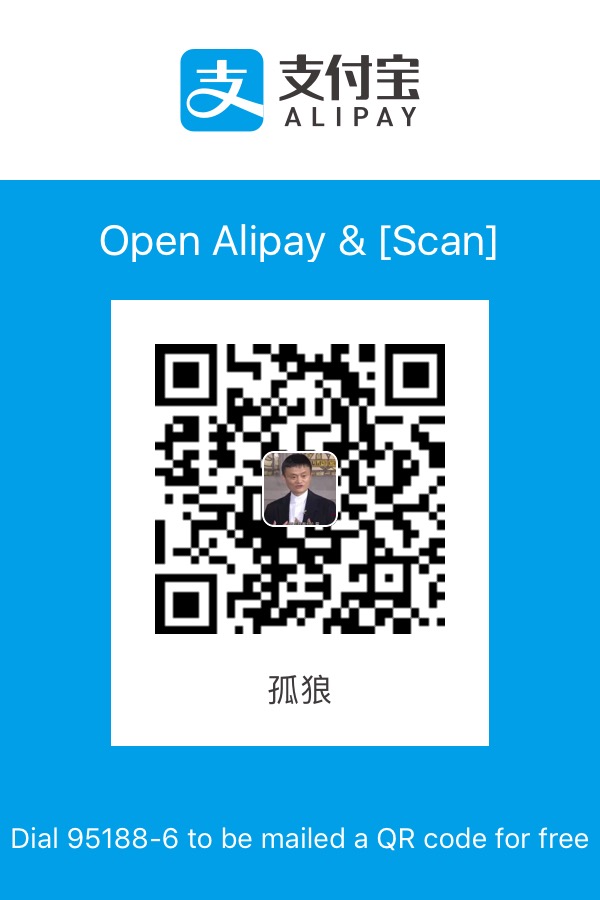 支 支付宝
ALIPAY
Open Alipay & [Scan]
孤狼
Dial 95188-6 to be mailed a QR code for free